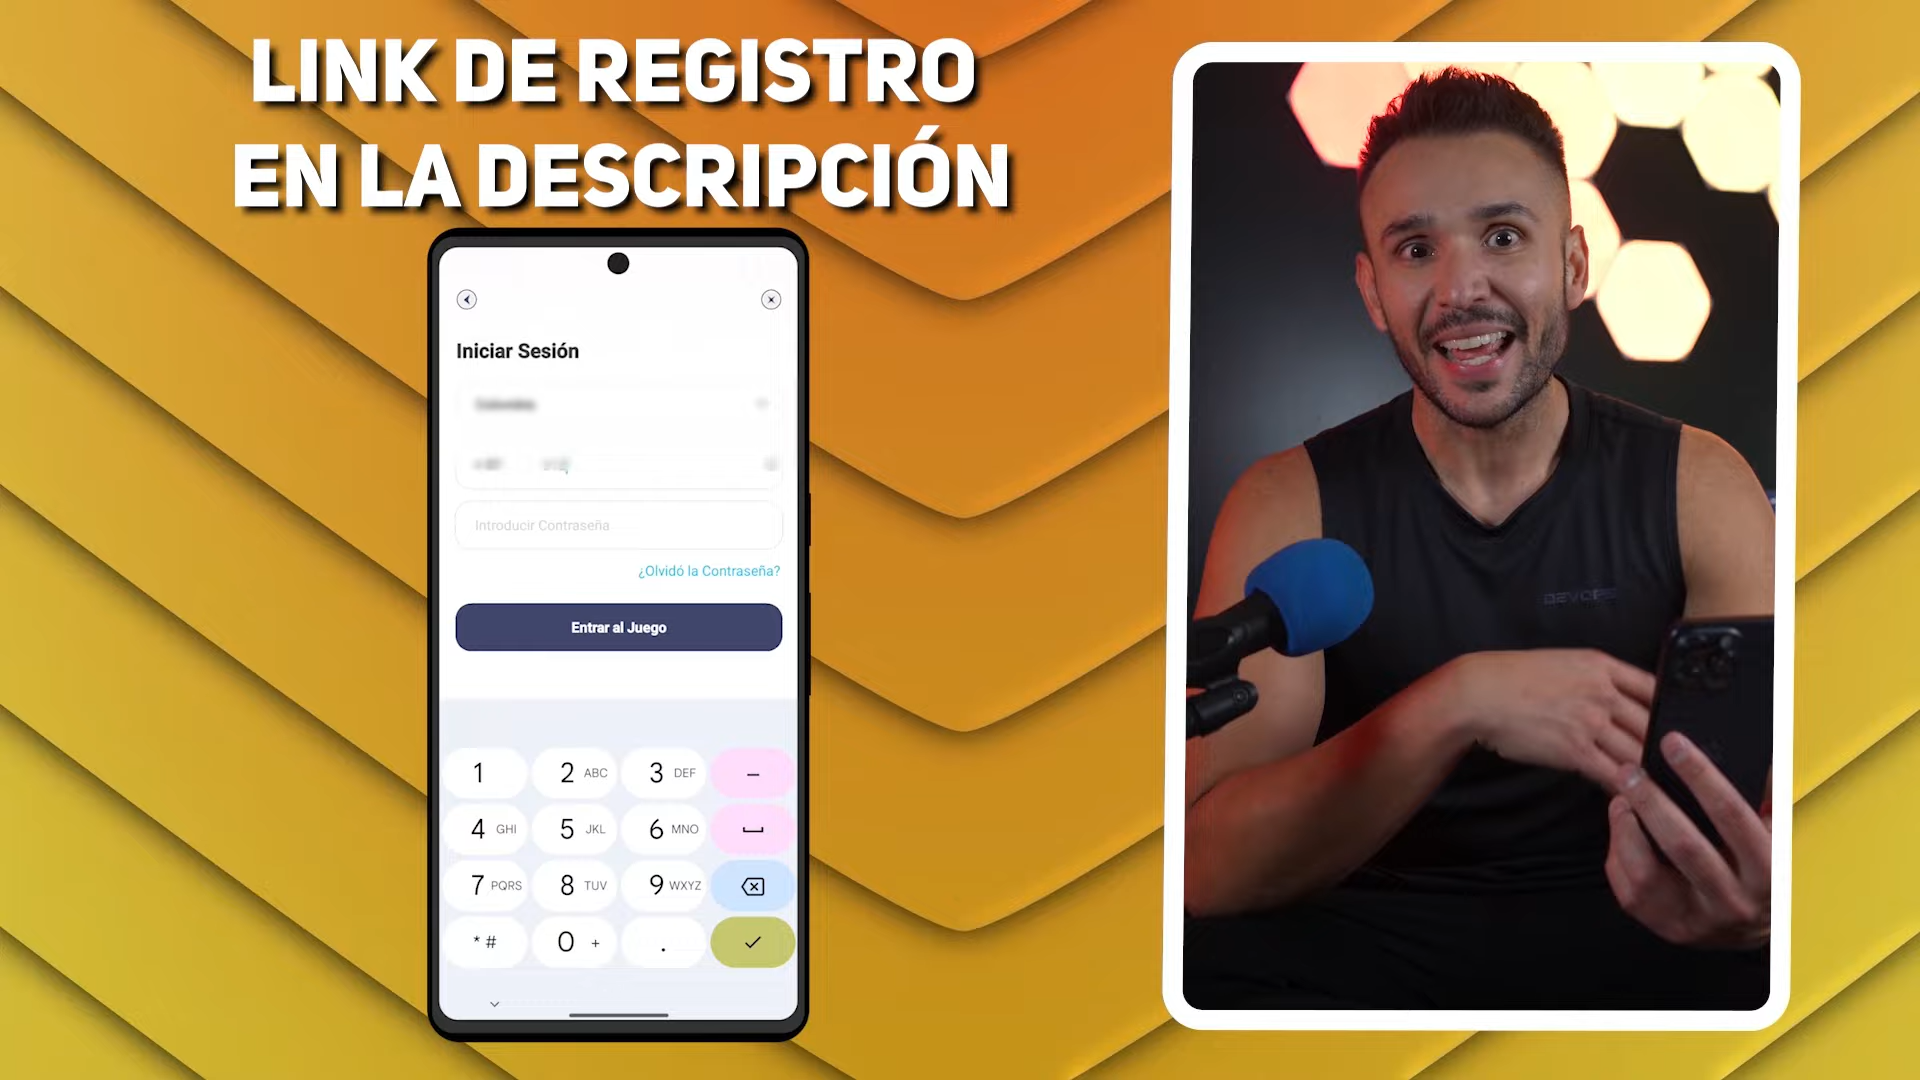 LINK DE REGISTRO
EN LA DESCRIPCIÓN
Iniciar Sesión
Introducir Contraseña
¿Olvidó la Contraseña?
Entrar al Juego
1 2 ABC 3 DEF –
4 GHI 5 JKL 6 MNO
7 PQRS 8 TUV 9 WXYZ
* # 0 + .
DEVOPS